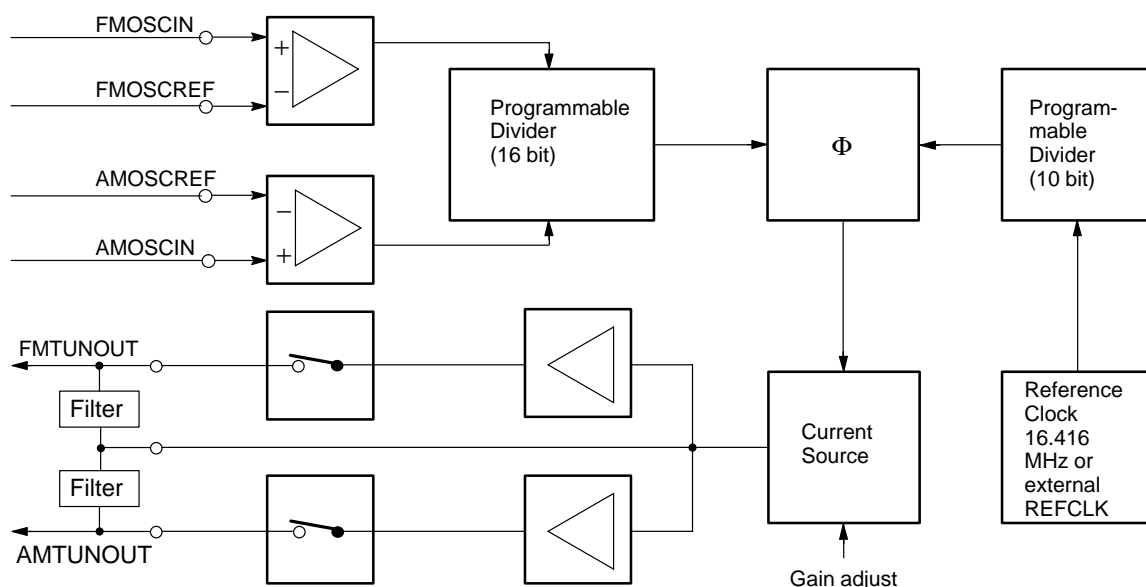 FMOSCIN
+
−
FMOSCREF
AMOSCREF
−
+
AMOSCIN
Programmable
Divider
(16 bit)
Φ
Program-
mable
Divider
(10 bit)
FMTUNOUT
Filter
Filter
AMTUNOUT
Current
Source
Gain adjust
Reference
Clock
16.416
MHz or
external
REFCLK